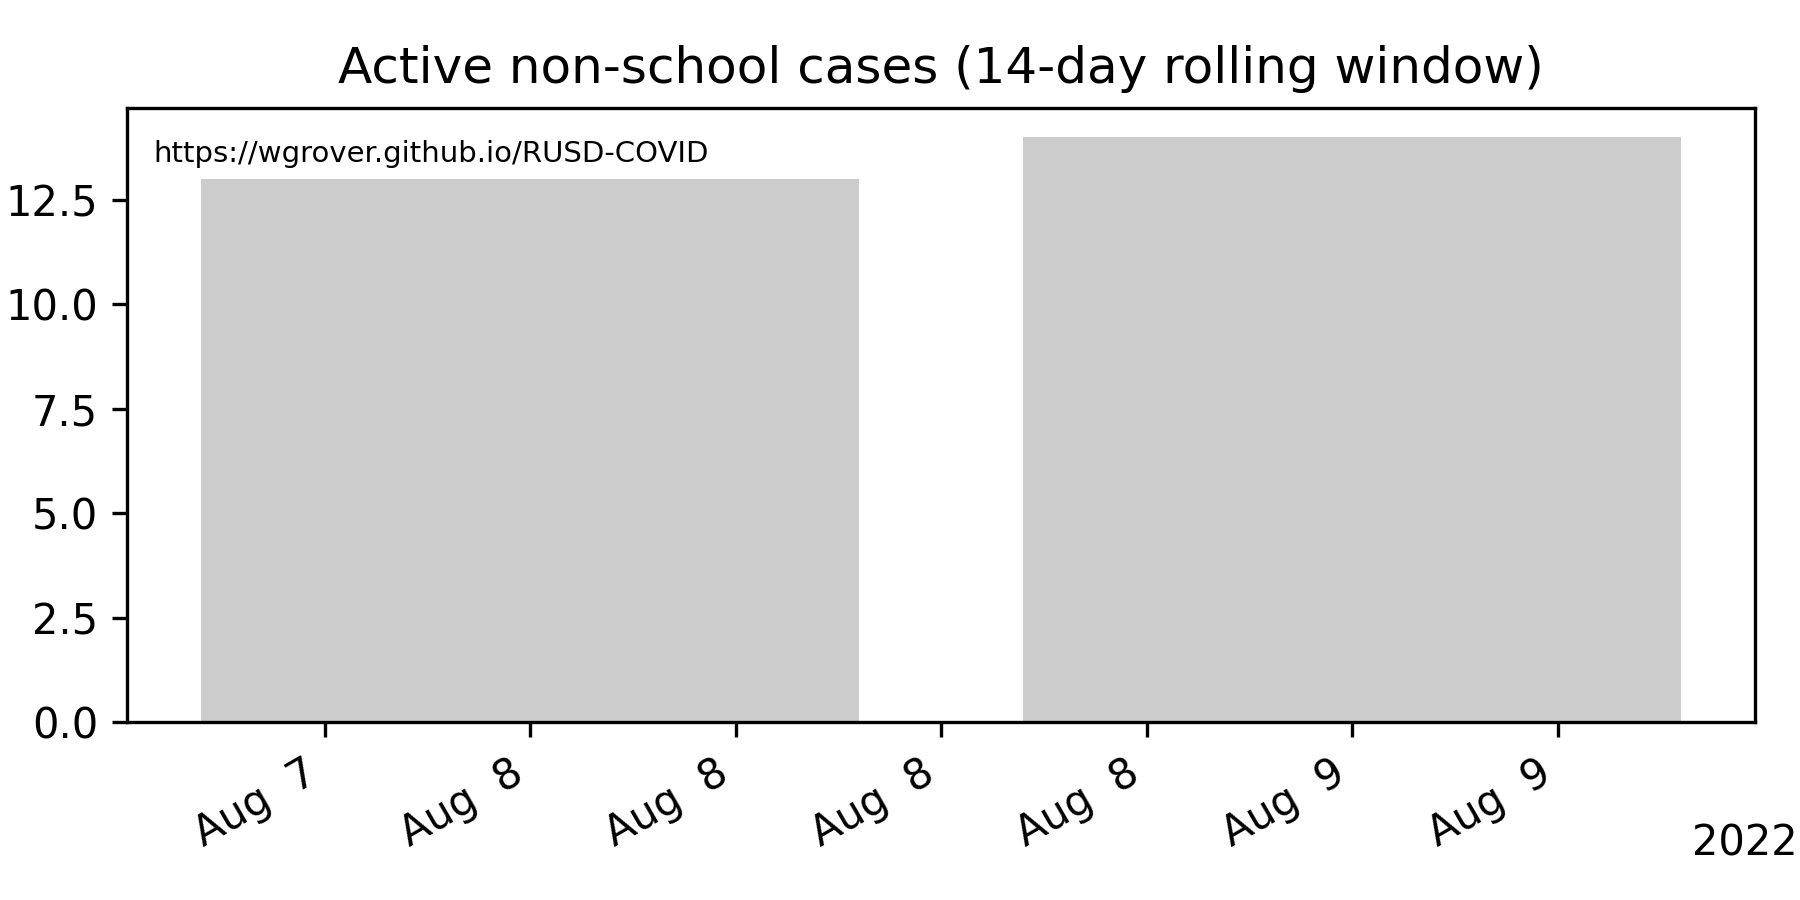 Active non-school cases (14-day rolling window)
https://wgrover.github.io/RUSD-COVID
12.5
10.0
7.5
5.0
2.5
0.0
Aug 7 Aug 8 Aug 8 Aug 8 Aug 8 Aug 9 Aug 9
2022